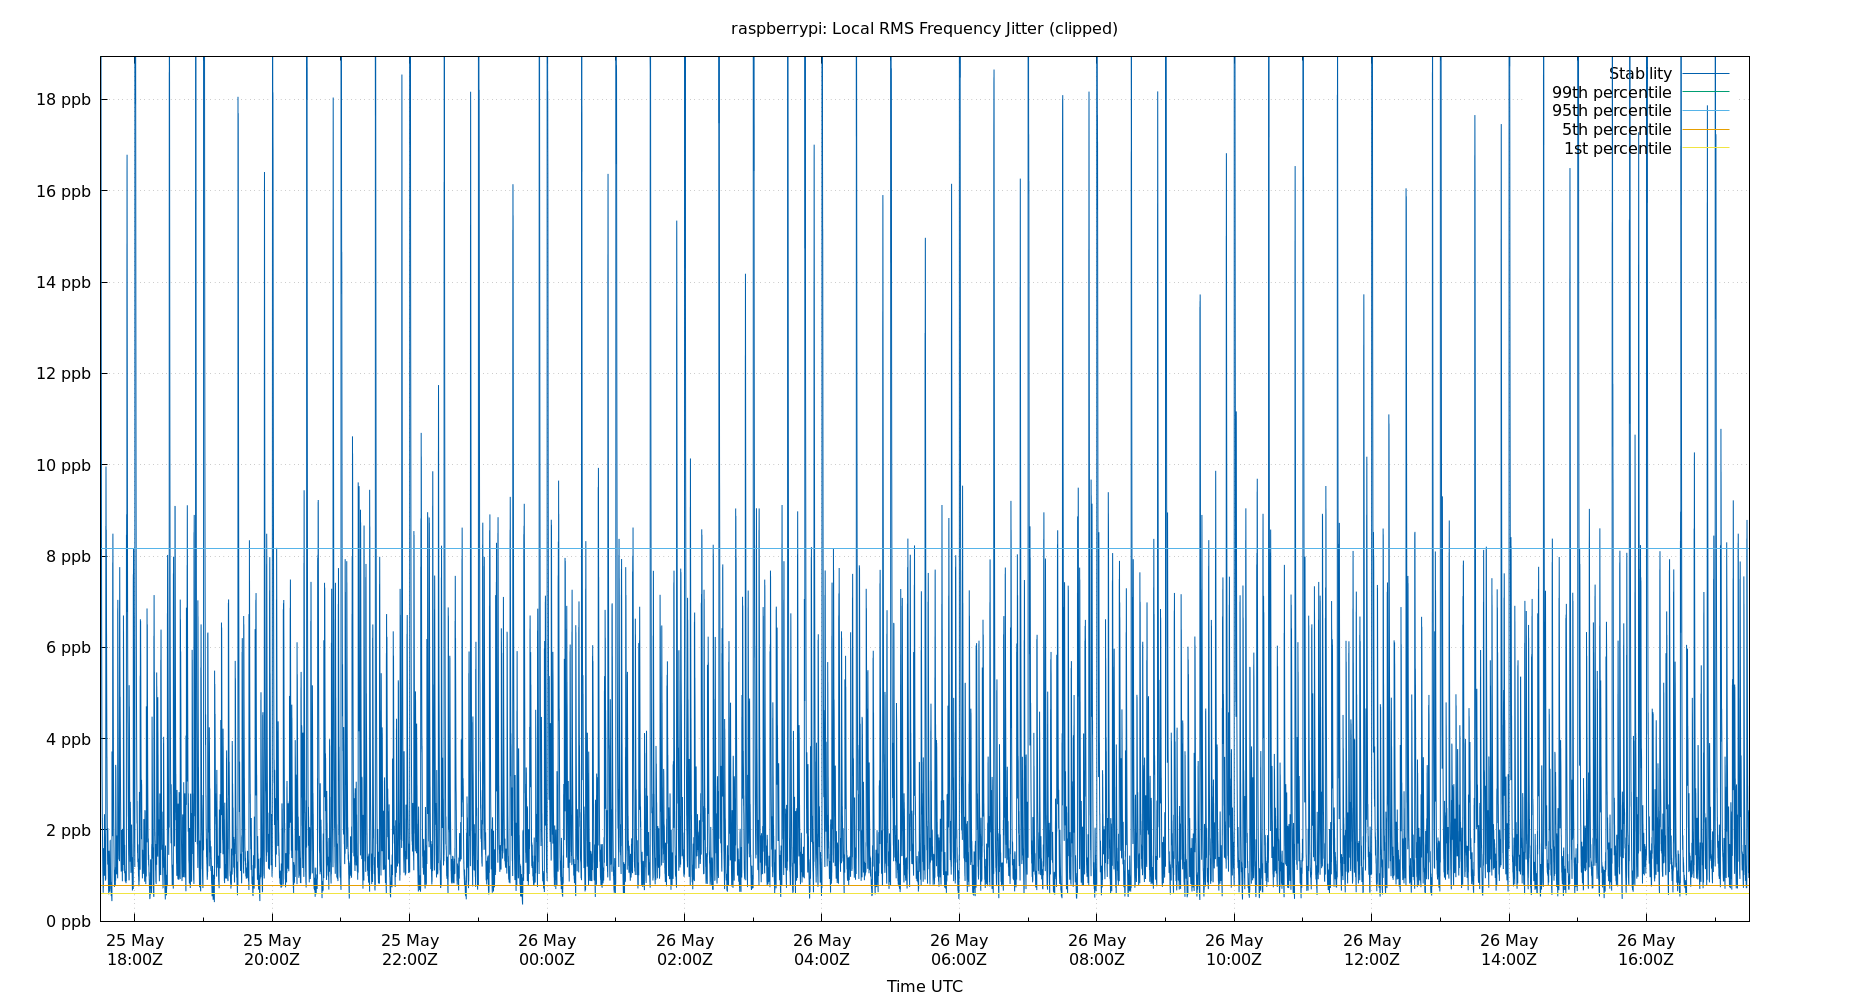 raspberrypi: Local RMS Frequency Jitter (clipped)
Stability
99th percentile
95th percentile
5th percentile
1st percentile
18 ppb
16 ppb
14 ppb
12 ppb
10 ppb
8 ppb
6 ppb
4 ppb
2 ppb
0 ppb
25 May 25 May 25 May 26 May 26 May 26 May 26 May 26 May 26 May 26 May 26 May 26 May
18:00Z 20:00Z 22:00Z 00:00Z 02:00Z 04:00Z 06:00Z 08:00Z 10:00Z 12:00Z 14:00Z 16:00Z
Time UTC